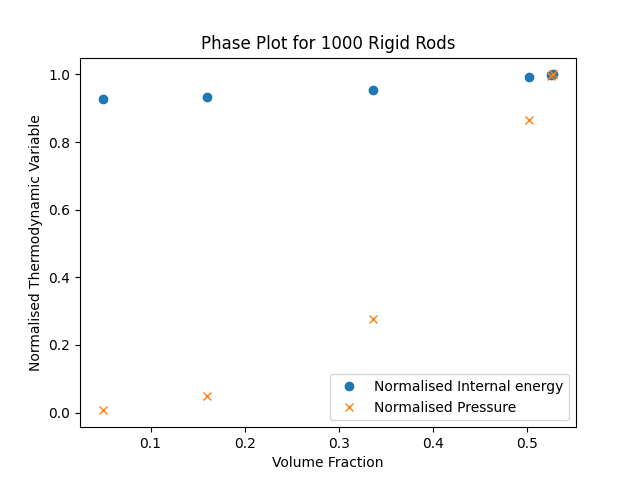 Phase Plot for 1000 Rigid Rods
Normalised Thermodynamic Variable
1.0
0.8
0.6
0.4
0.2
0.0
Normalised Internal energy
Normalised Pressure
0.1 0.2 0.3 0.4 0.5
Volume Fraction